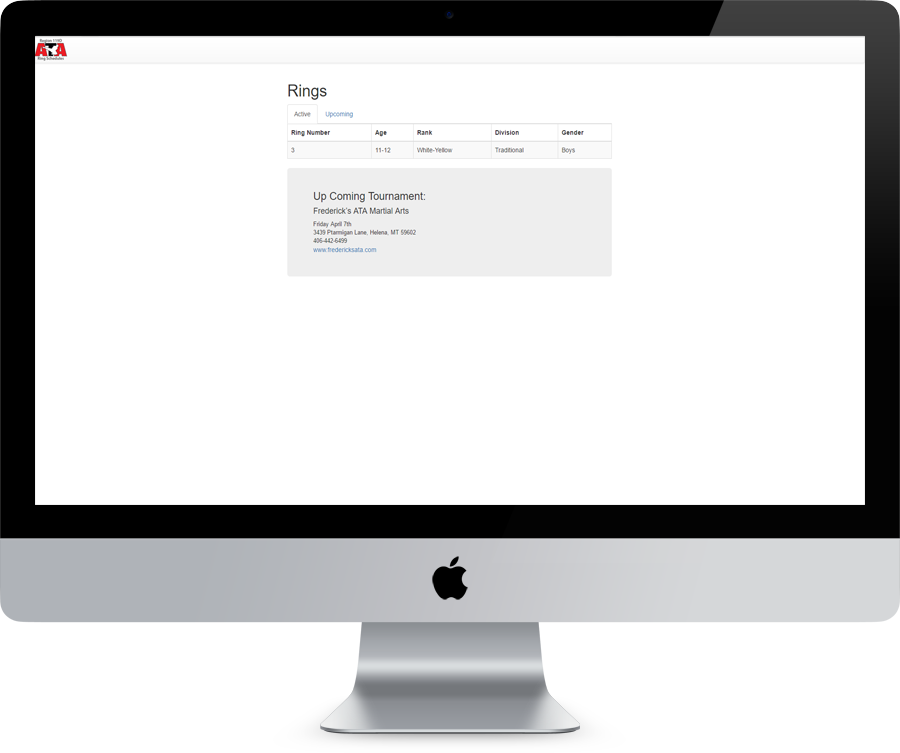 Region 1102
ATA
Ring Schedules
Rings
Active Upcoming
Ring Number Age Rank Division Gender
3 11-12 White-Yellow Traditional Boys
Up Coming Tournament:
Frederick's ATA Martial Arts
Friday April 7th
3439 Ptarmigan Lane, Helena, MT 59602
406-442-6499
www.fredericksata.com